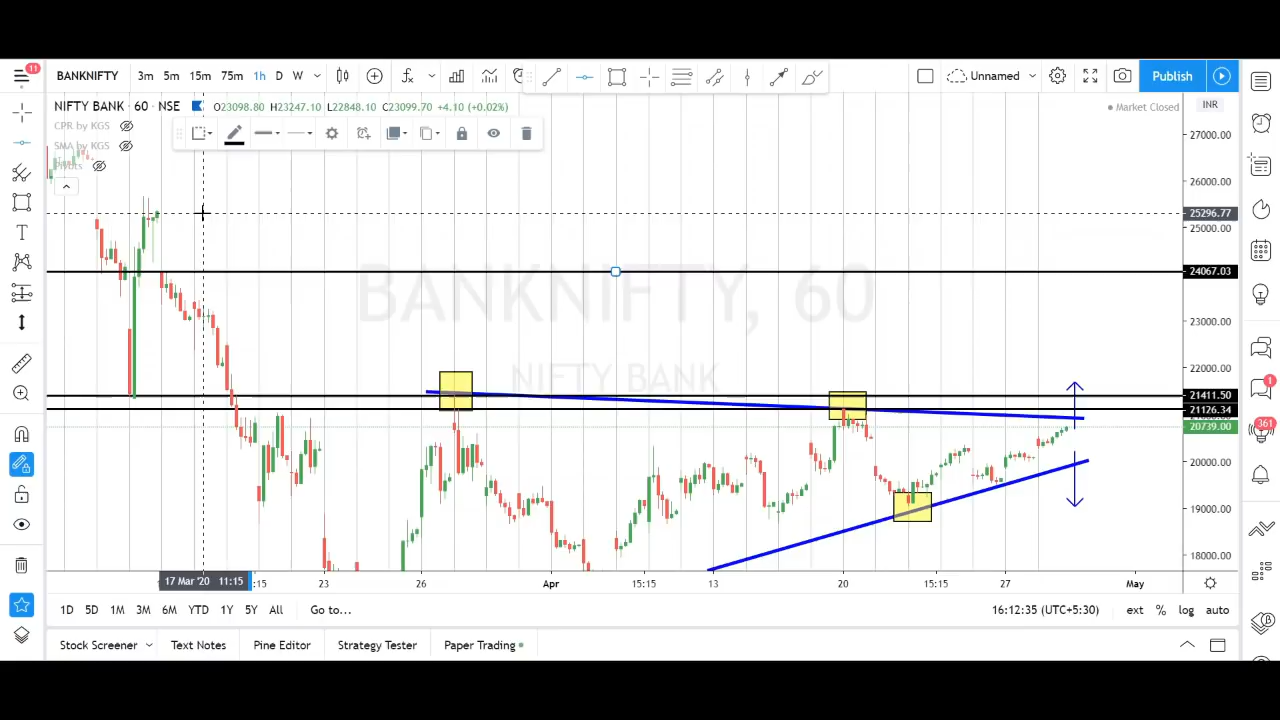 11
BANKNIFTY 3m 5m 15m 75m 1h D W Unnamed Publish
NIFTY BANK · 60 · NSE O23098.80 H23247.10 L22848.10 C23099.70 +4.10 (+0.02%) Market Closed INR
CPR by KGS
SMA by KGS
Pivots
27000.00
26000.00
25296.77
25000.00
24067.03
BANKNIFTY, 60
23000.00
22000.00
NIFTY BANK
21411.50
21126.34
20739.00
20000.00
19000.00
18000.00
1
361
17 Mar '20 11:15 :15 23 26 Apr 15:15 13 20 15:15 27 May
1D 5D 1M 3M 6M YTD 1Y 5Y All Go to... 16:12:35 (UTC+5:30) ext % log auto
Stock Screener Text Notes Pine Editor Strategy Tester Paper Trading